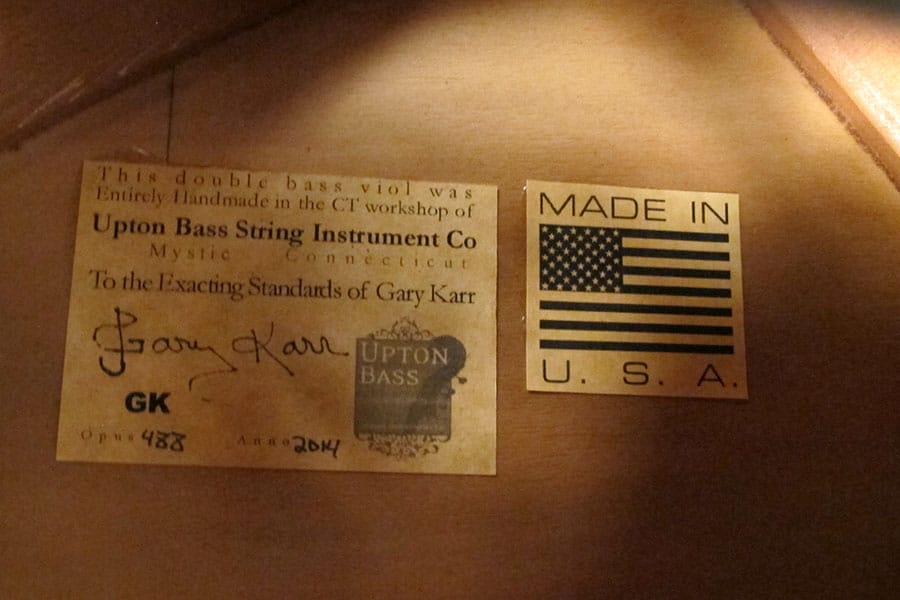 This double bass viol was
Entirely Handmade in the CT workshop of
Upton Bass String Instrument Co
Mystic Connecticut
To the Exacting Standards of Gary Karr
Gary Karr
UPTON
BASS
GK
Opus 488 Anno 2014
MADE IN
U. S. A.